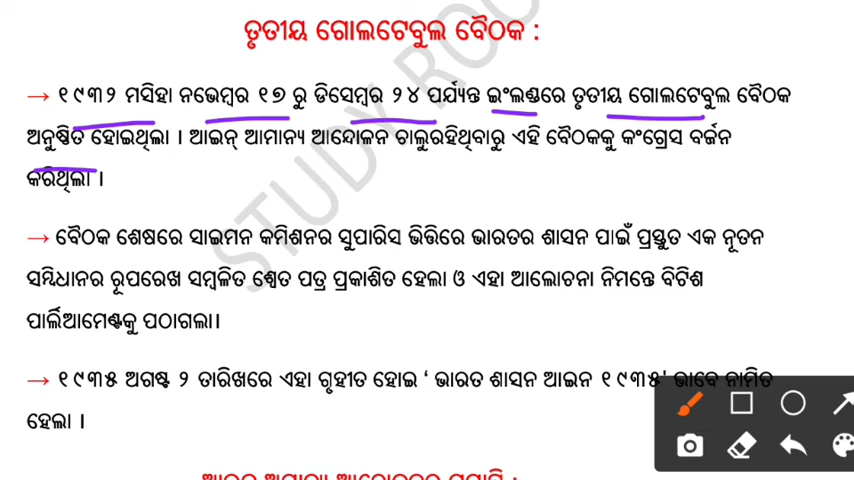 ତୃତୀୟ ଗୋଲଟେବୁଲ ବୈଠକ :
→ ୧୯୩୨ ମସିହା ନଭେମ୍ବର ୧୭ ରୁ ଡିସେମ୍ବର ୨୪ ପର୍ଯ୍ୟନ୍ତ ଇଂଲଣ୍ଡରେ ତୃତୀୟ ଗୋଲଟେବୁଲ ବୈଠକ
ଅନୁଷ୍ଠିତ ହୋଇଥିଲା । ଆଇନ୍ ଆମାନ୍ୟ ଆନ୍ଦୋଳନ ଚାଲୁରହିଥିବାରୁ ଏହି ବୈଠକକୁ କଂଗ୍ରେସ ବର୍ଜନ
କରିଥିଲା ।
→ ବୈଠକ ଶେଷରେ ସାଇମନ କମିଶନର ସୁପାରିସ ଭିତ୍ତିରେ ଭାରତର ଶାସନ ପାଇଁ ପ୍ରସ୍ତୁତ ଏକ ନୂତନ
ସମ୍ବିଧାନର ରୂପରେଖ ସମ୍ବଳିତ ଶ୍ୱେତ ପତ୍ର ପ୍ରକାଶିତ ହେଲା ଓ ଏହା ଆଲୋଚନା ନିମନ୍ତେ ବିଟିଶ
ପାର୍ଲିଆମେଣ୍ଟକୁ ପଠାଗଲା।
→ ୧୯୩୫ ଅଗଷ୍ଟ ୨ ତାରିଖରେ ଏହା ଗୃହୀତ ହୋଇ ‘ ଭାରତ ଶାସନ ଆଇନ ୧୯୩୫' ଭାବେ ନାମିତ
ହେଲା ।
STUDY ROO